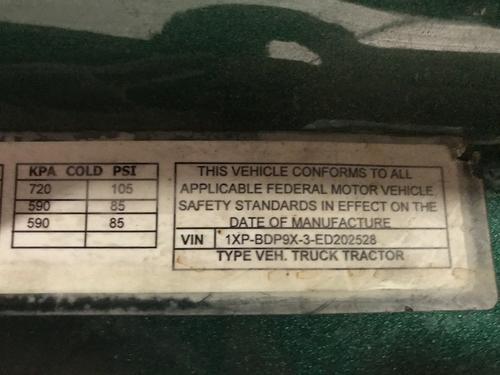 KPA COLD PSI
720 105
590 85
590 85
THIS VEHICLE CONFORMS TO ALL
APPLICABLE FEDERAL MOTOR VEHICLE
SAFETY STANDARDS IN EFFECT ON THE
DATE OF MANUFACTURE
VIN 1XP-BDP9X-3-ED202528
TYPE VEH. TRUCK TRACTOR